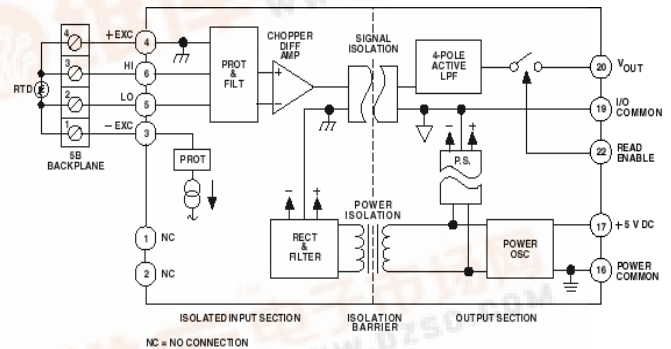 CHOPPER
DIFF
AMP
SIGNAL
ISOLATION
4-POLE
ACTIVE
LPF
4
+ EXC
4
3
HI
6
PROT
&
FILT
+
−
20
VOUT
RTD
2
LO
5
19
I/O
COMMON
1
− EXC
3
5B
BACKPLANE
PROT
− +
P.S.
22
READ
ENABLE
− +
POWER
ISOLATION
1
NC
RECT
&
FILTER
POWER
OSC
17
+ 5 V DC
2
NC
16
POWER
COMMON
ISOLATED INPUT SECTION
ISOLATION
BARRIER
OUTPUT SECTION
NC = NO CONNECTION